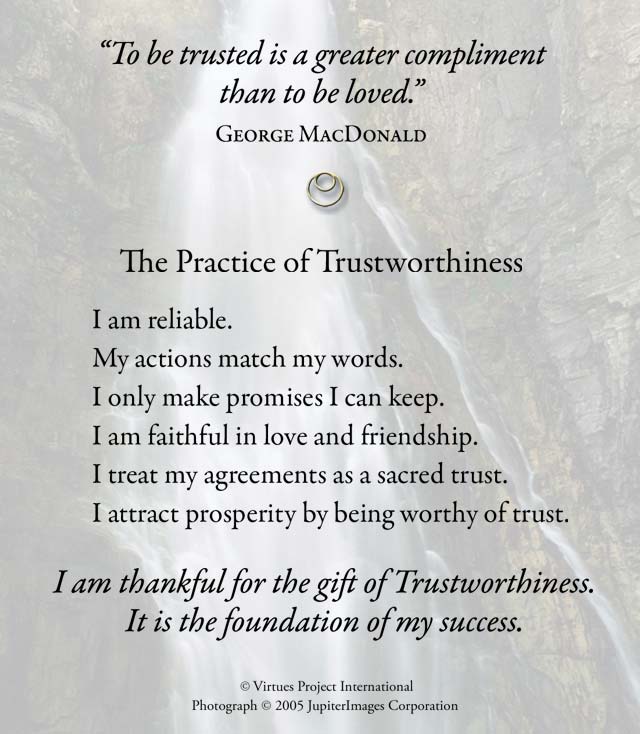 “To be trusted is a greater compliment
than to be loved.”
George MacDonald
The Practice of Trustworthiness
I am reliable.
My actions match my words.
I only make promises I can keep.
I am faithful in love and friendship.
I treat my agreements as a sacred trust.
I attract prosperity by being worthy of trust.
I am thankful for the gift of Trustworthiness.
It is the foundation of my success.
© Virtues Project International
Photograph © 2005 JupiterImages Corporation